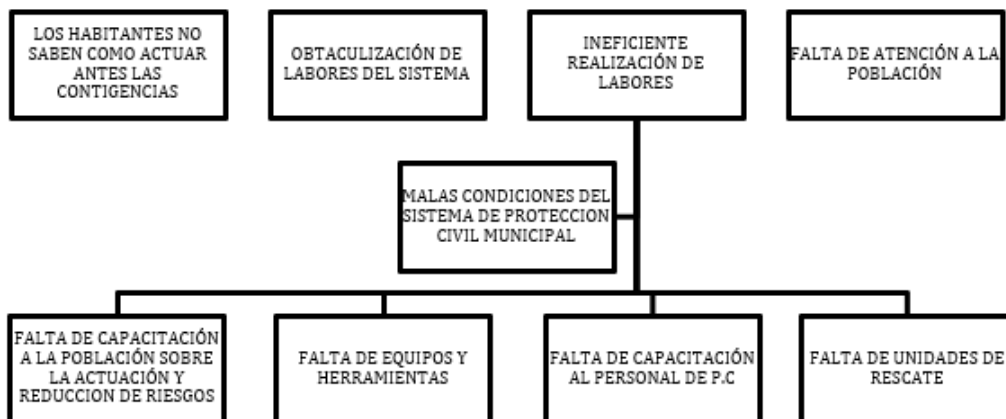 LOS HABITANTES NO
SABEN COMO ACTUAR
ANTES LAS
CONTIGENCIAS
OBTACULIZACIÓN DE
LABORES DEL SISTEMA
INEFICIENTE
REALIZACIÓN DE
LABORES
FALTA DE ATENCIÓN A LA
POBLACIÓN
MALAS CONDICIONES DEL
SISTEMA DE PROTECCION
CIVIL MUNICIPAL
FALTA DE CAPACITACIÓN
A LA POBLACIÓN SOBRE
LA ACTUACIÓN Y
REDUCCION DE RIESGOS
FALTA DE EQUIPOS Y
HERRAMIENTAS
FALTA DE CAPACITACIÓN
AL PERSONAL DE P.C
FALTA DE UNIDADES DE
RESCATE